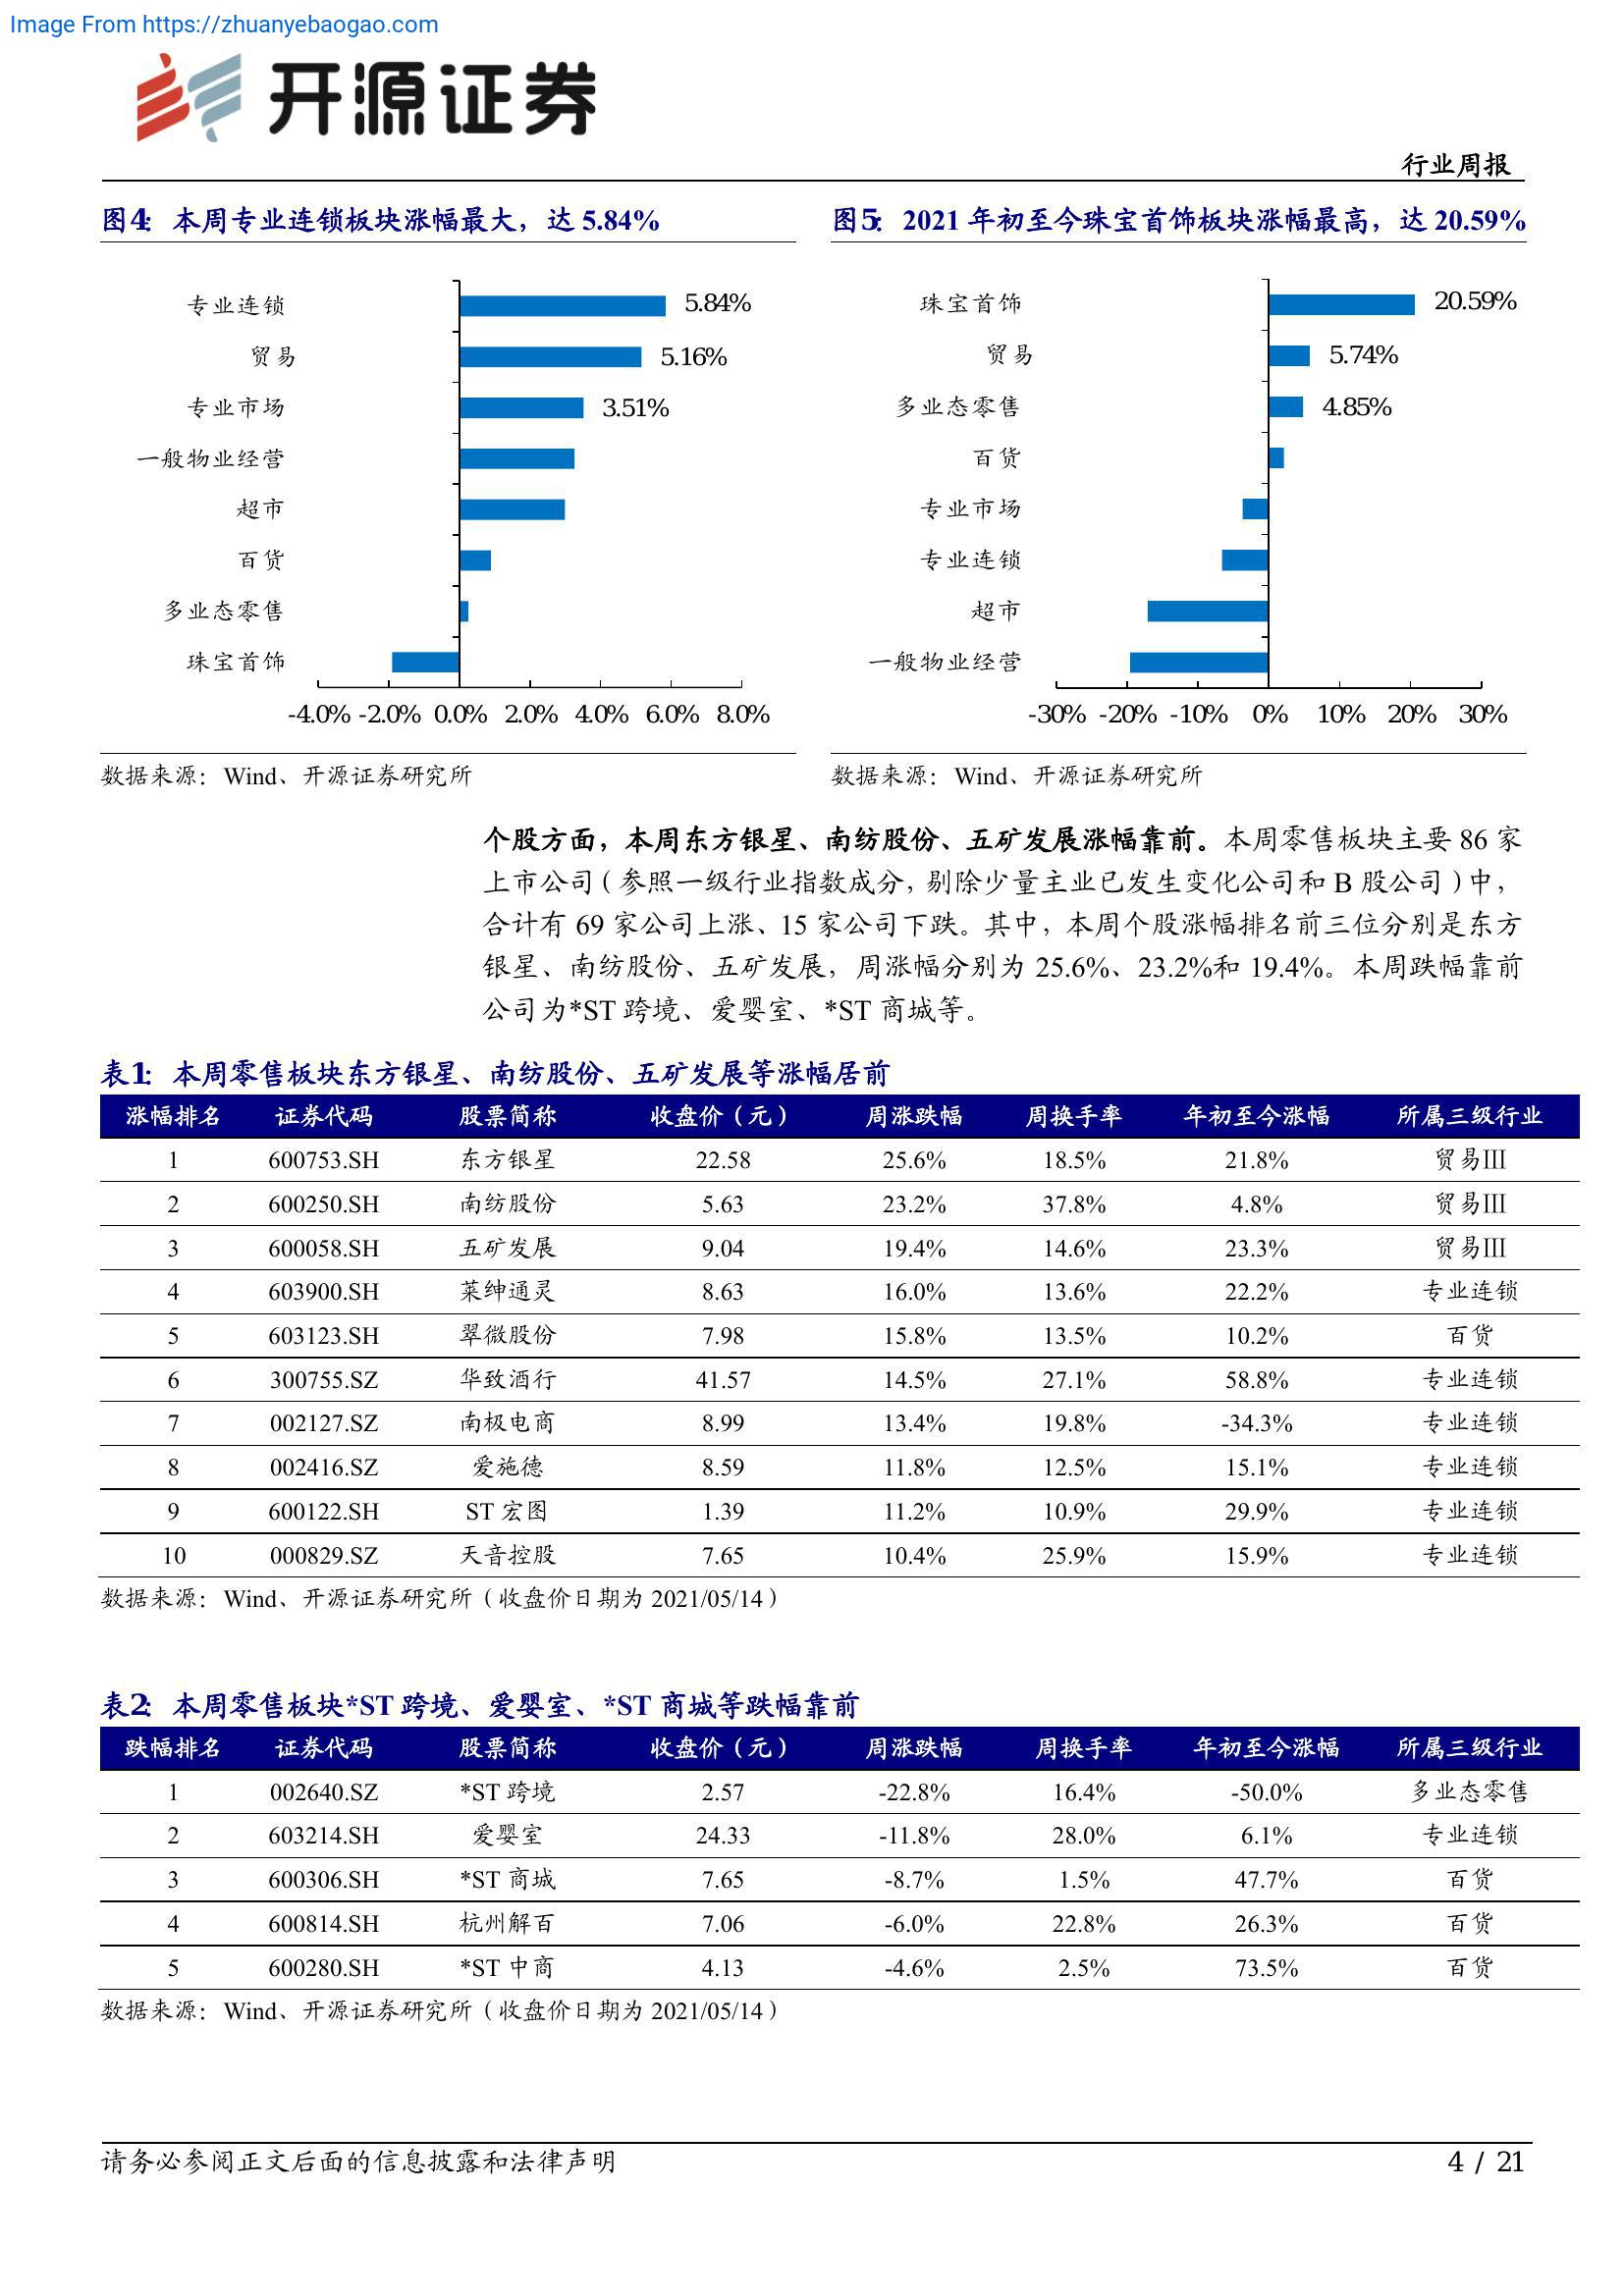 Image From https://zhuanyebaogao.com
开源证券
行业周报
图4：本周专业连锁板块涨幅最大，达 5.84%
专业连锁 5.84%
贸易 5.16%
专业市场 3.51%
一般物业经营
超市
百货
多业态零售
珠宝首饰
-4.0% -2.0% 0.0% 2.0% 4.0% 6.0% 8.0%
数据来源：Wind、开源证券研究所
图5：2021 年初至今珠宝首饰板块涨幅最高，达 20.59%
珠宝首饰 20.59%
贸易 5.74%
多业态零售 4.85%
百货
专业市场
专业连锁
超市
一般物业经营
-30% -20% -10% 0% 10% 20% 30%
数据来源：Wind、开源证券研究所
个股方面，本周东方银星、南纺股份、五矿发展涨幅靠前。本周零售板块主要 86 家
上市公司（参照一级行业指数成分，剔除少量主业已发生变化公司和 B 股公司）中，
合计有 69 家公司上涨、15 家公司下跌。其中，本周个股涨幅排名前三位分别是东方
银星、南纺股份、五矿发展，周涨幅分别为 25.6%、23.2%和 19.4%。本周跌幅靠前
公司为*ST 跨境、爱婴室、*ST 商城等。
表1：本周零售板块东方银星、南纺股份、五矿发展等涨幅居前
涨幅排名 证券代码 股票简称 收盘价（元） 周涨跌幅 周换手率 年初至今涨幅 所属三级行业
1 600753.SH 东方银星 22.58 25.6% 18.5% 21.8% 贸易III
2 600250.SH 南纺股份 5.63 23.2% 37.8% 4.8% 贸易III
3 600058.SH 五矿发展 9.04 19.4% 14.6% 23.3% 贸易III
4 603900.SH 莱绅通灵 8.63 16.0% 13.6% 22.2% 专业连锁
5 603123.SH 翠微股份 7.98 15.8% 13.5% 10.2% 百货
6 300755.SZ 华致酒行 41.57 14.5% 27.1% 58.8% 专业连锁
7 002127.SZ 南极电商 8.99 13.4% 19.8% -34.3% 专业连锁
8 002416.SZ 爱施德 8.59 11.8% 12.5% 15.1% 专业连锁
9 600122.SH ST 宏图 1.39 11.2% 10.9% 29.9% 专业连锁
10 000829.SZ 天音控股 7.65 10.4% 25.9% 15.9% 专业连锁
数据来源：Wind、开源证券研究所（收盘价日期为 2021/05/14）
表2：本周零售板块*ST 跨境、爱婴室、*ST 商城等跌幅靠前
跌幅排名 证券代码 股票简称 收盘价（元） 周涨跌幅 周换手率 年初至今涨幅 所属三级行业
1 002640.SZ *ST 跨境 2.57 -22.8% 16.4% -50.0% 多业态零售
2 603214.SH 爱婴室 24.33 -11.8% 28.0% 6.1% 专业连锁
3 600306.SH *ST 商城 7.65 -8.7% 1.5% 47.7% 百货
4 600814.SH 杭州解百 7.06 -6.0% 22.8% 26.3% 百货
5 600280.SH *ST 中商 4.13 -4.6% 2.5% 73.5% 百货
数据来源：Wind、开源证券研究所（收盘价日期为 2021/05/14）
请务必参阅正文后面的信息披露和法律声明
4 / 21